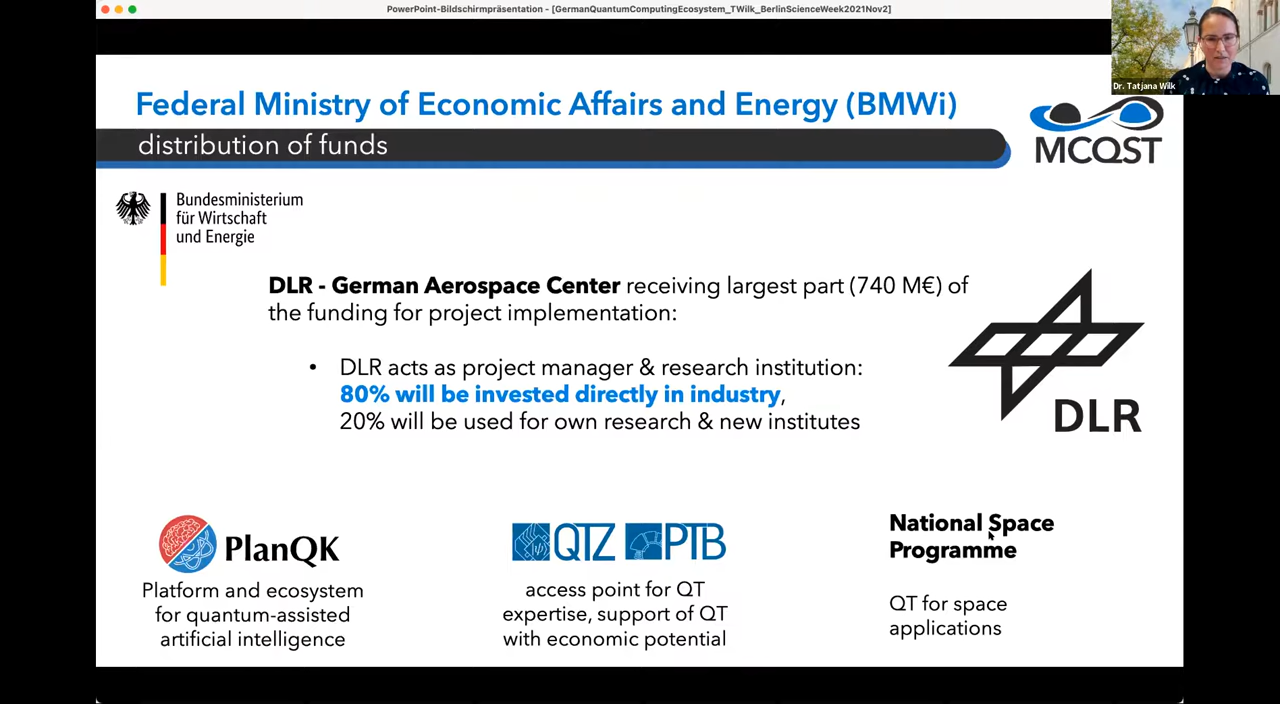 PowerPoint-Bildschirmpräsentation - [GermanQuantumComputingEcosystem_TWilk_BerlinScienceWeek2021Nov2]
Dr. Tatjana Wilk
Federal Ministry of Economic Affairs and Energy (BMWi)
distribution of funds
MCQST
Bundesministerium
für Wirtschaft
und Energie
DLR - German Aerospace Center receiving largest part (740 M€) of
the funding for project implementation:
• DLR acts as project manager & research institution:
80% will be invested directly in industry,
20% will be used for own research & new institutes
DLR
PlanQK
Platform and ecosystem
for quantum-assisted
artificial intelligence
QTZ PTB
access point for QT
expertise, support of QT
with economic potential
National Space
Programme
QT for space
applications